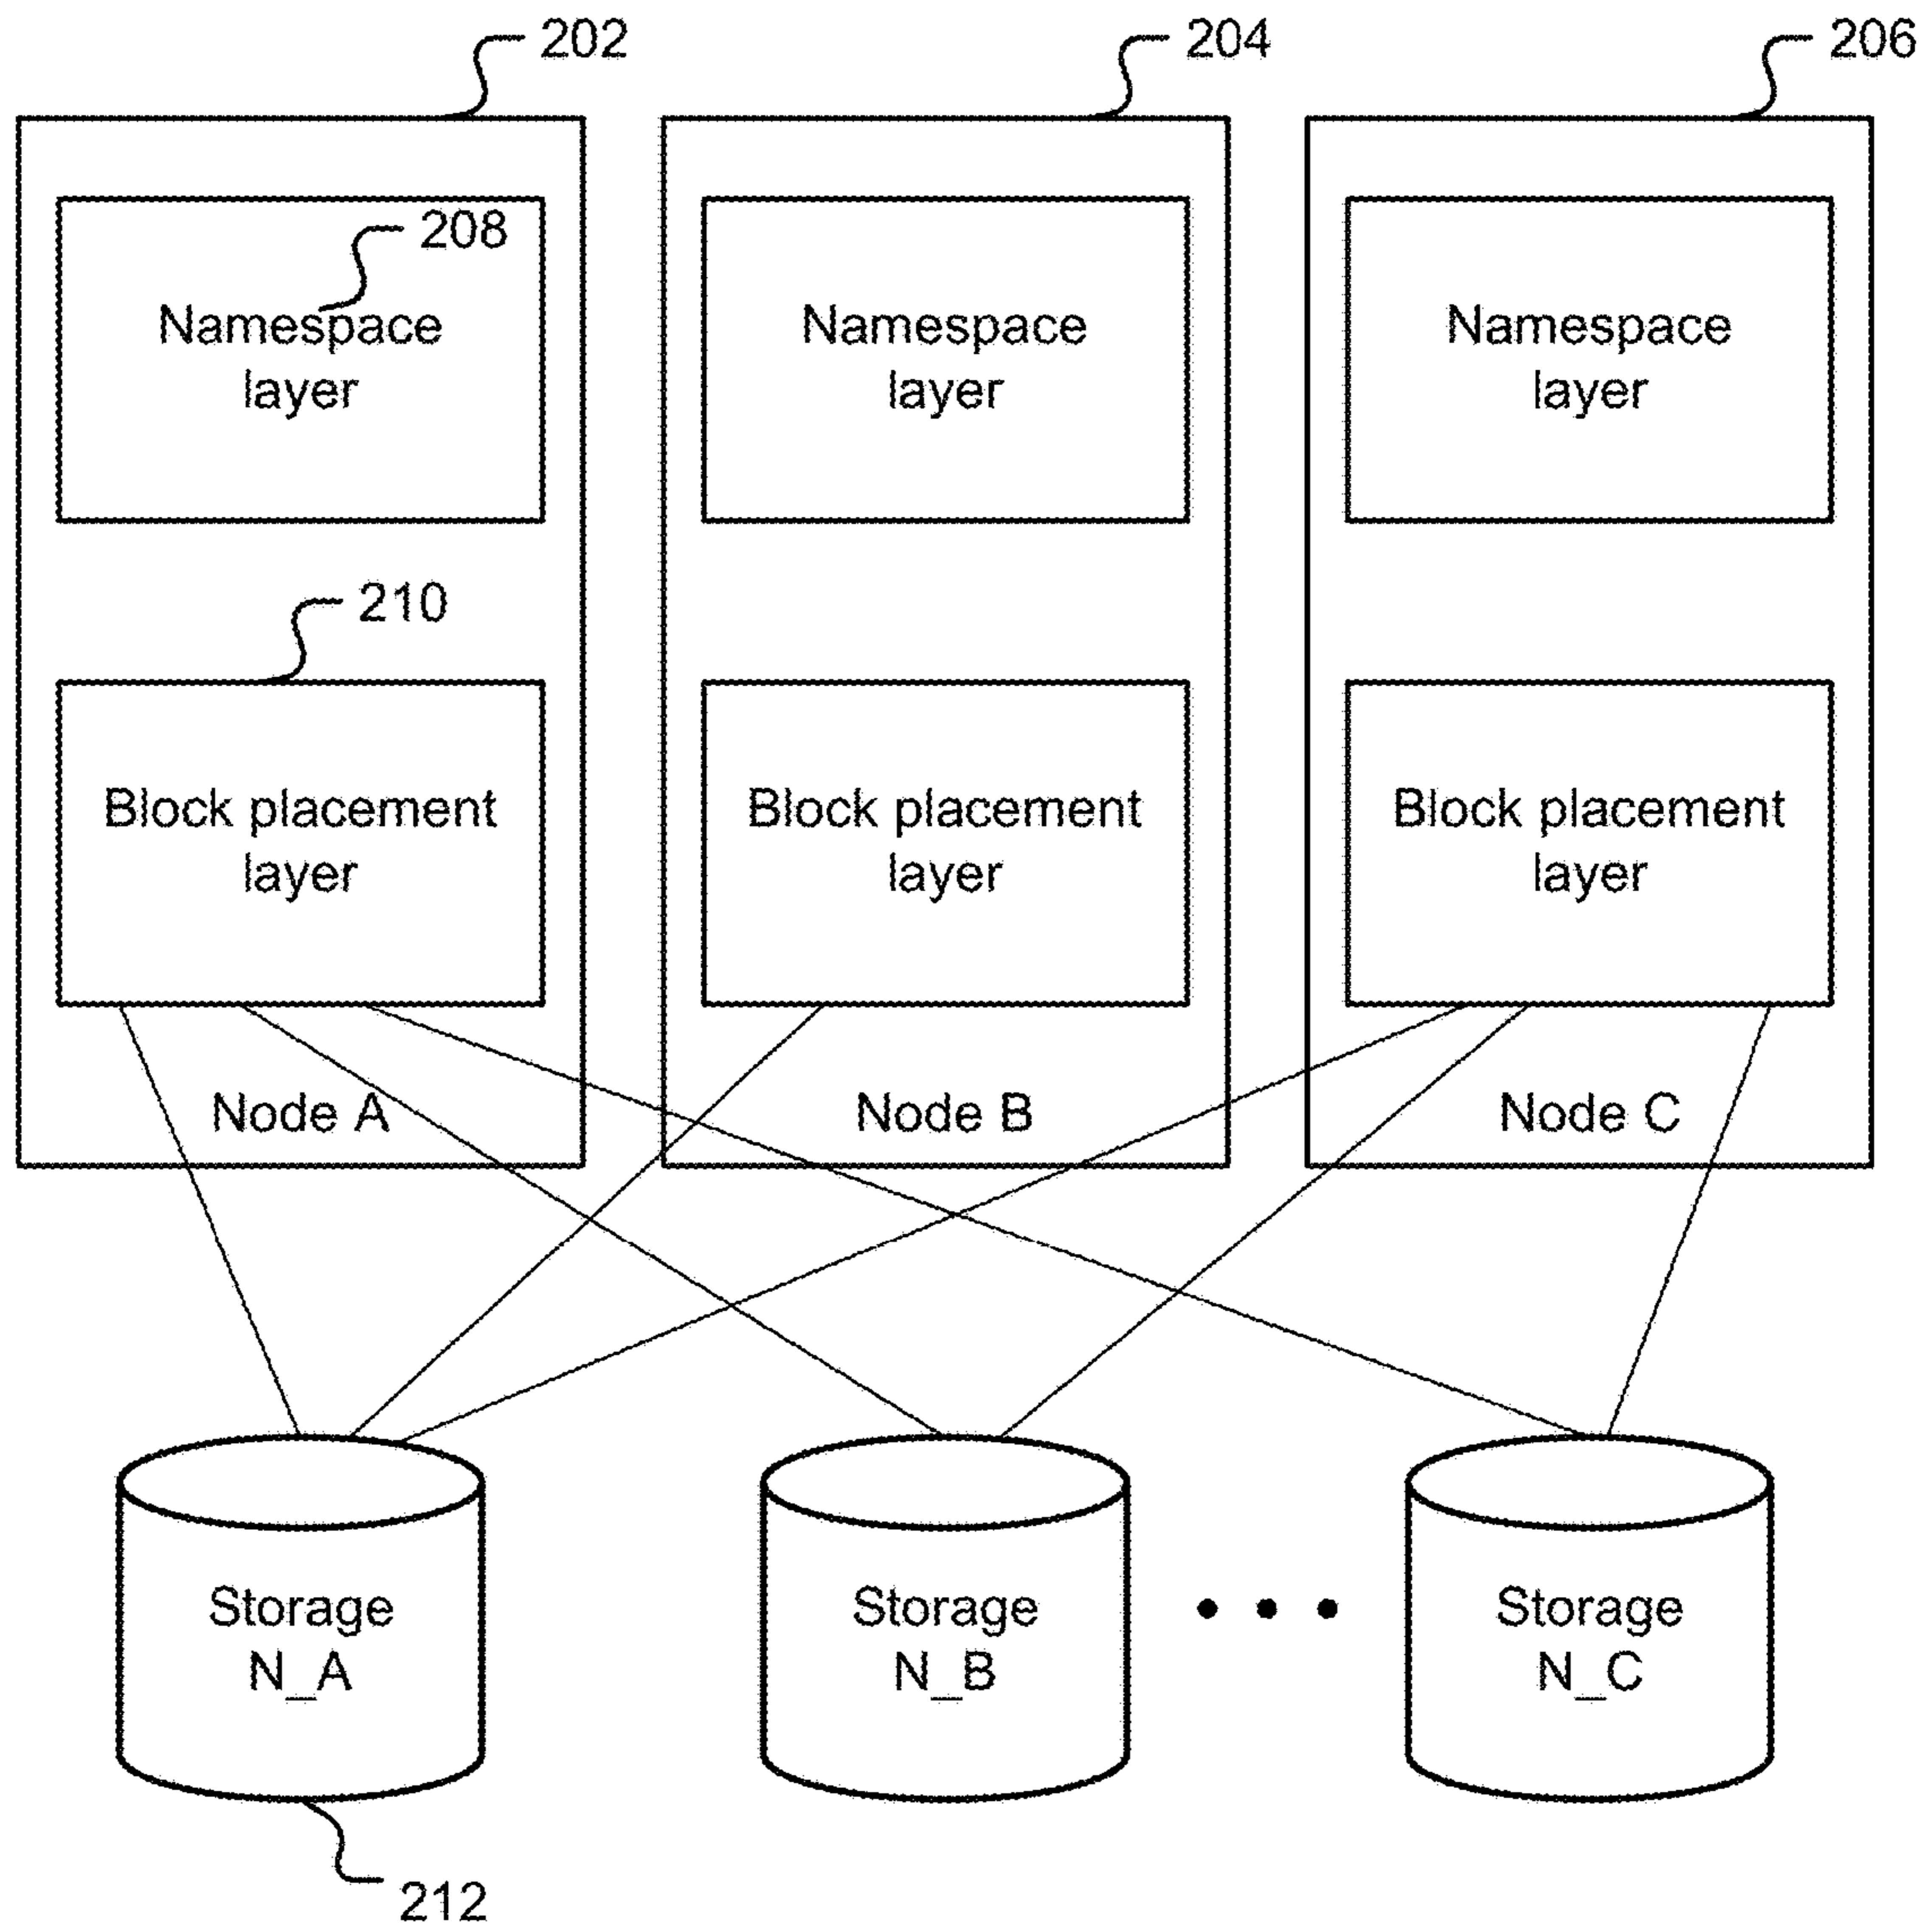 202
204
206
208
Namespace
layer
Namespace
layer
Namespace
layer
210
Block placement
layer
Block placement
layer
Block placement
layer
Node A
Node B
Node C
Storage
N_A
Storage
N_B
Storage
N_C
212